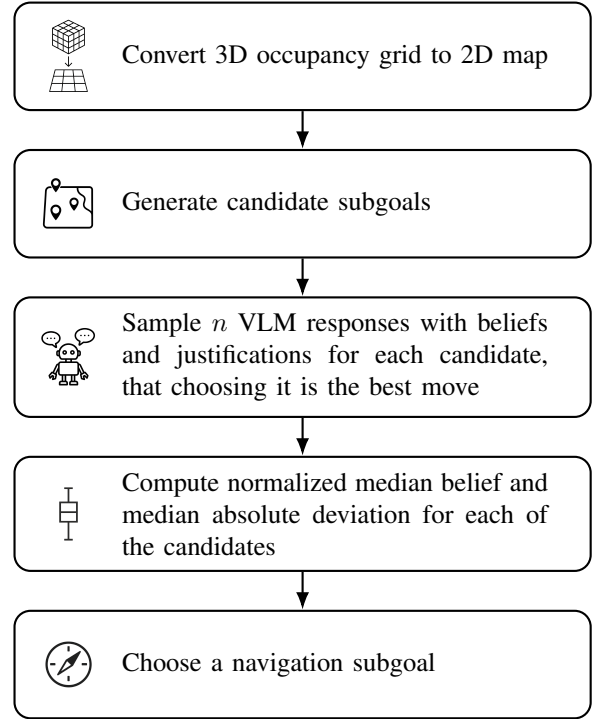 Convert 3D occupancy grid to 2D map
Generate candidate subgoals
Sample n VLM responses with beliefs
and justifications for each candidate,
that choosing it is the best move
Compute normalized median belief and
median absolute deviation for each of
the candidates
Choose a navigation subgoal